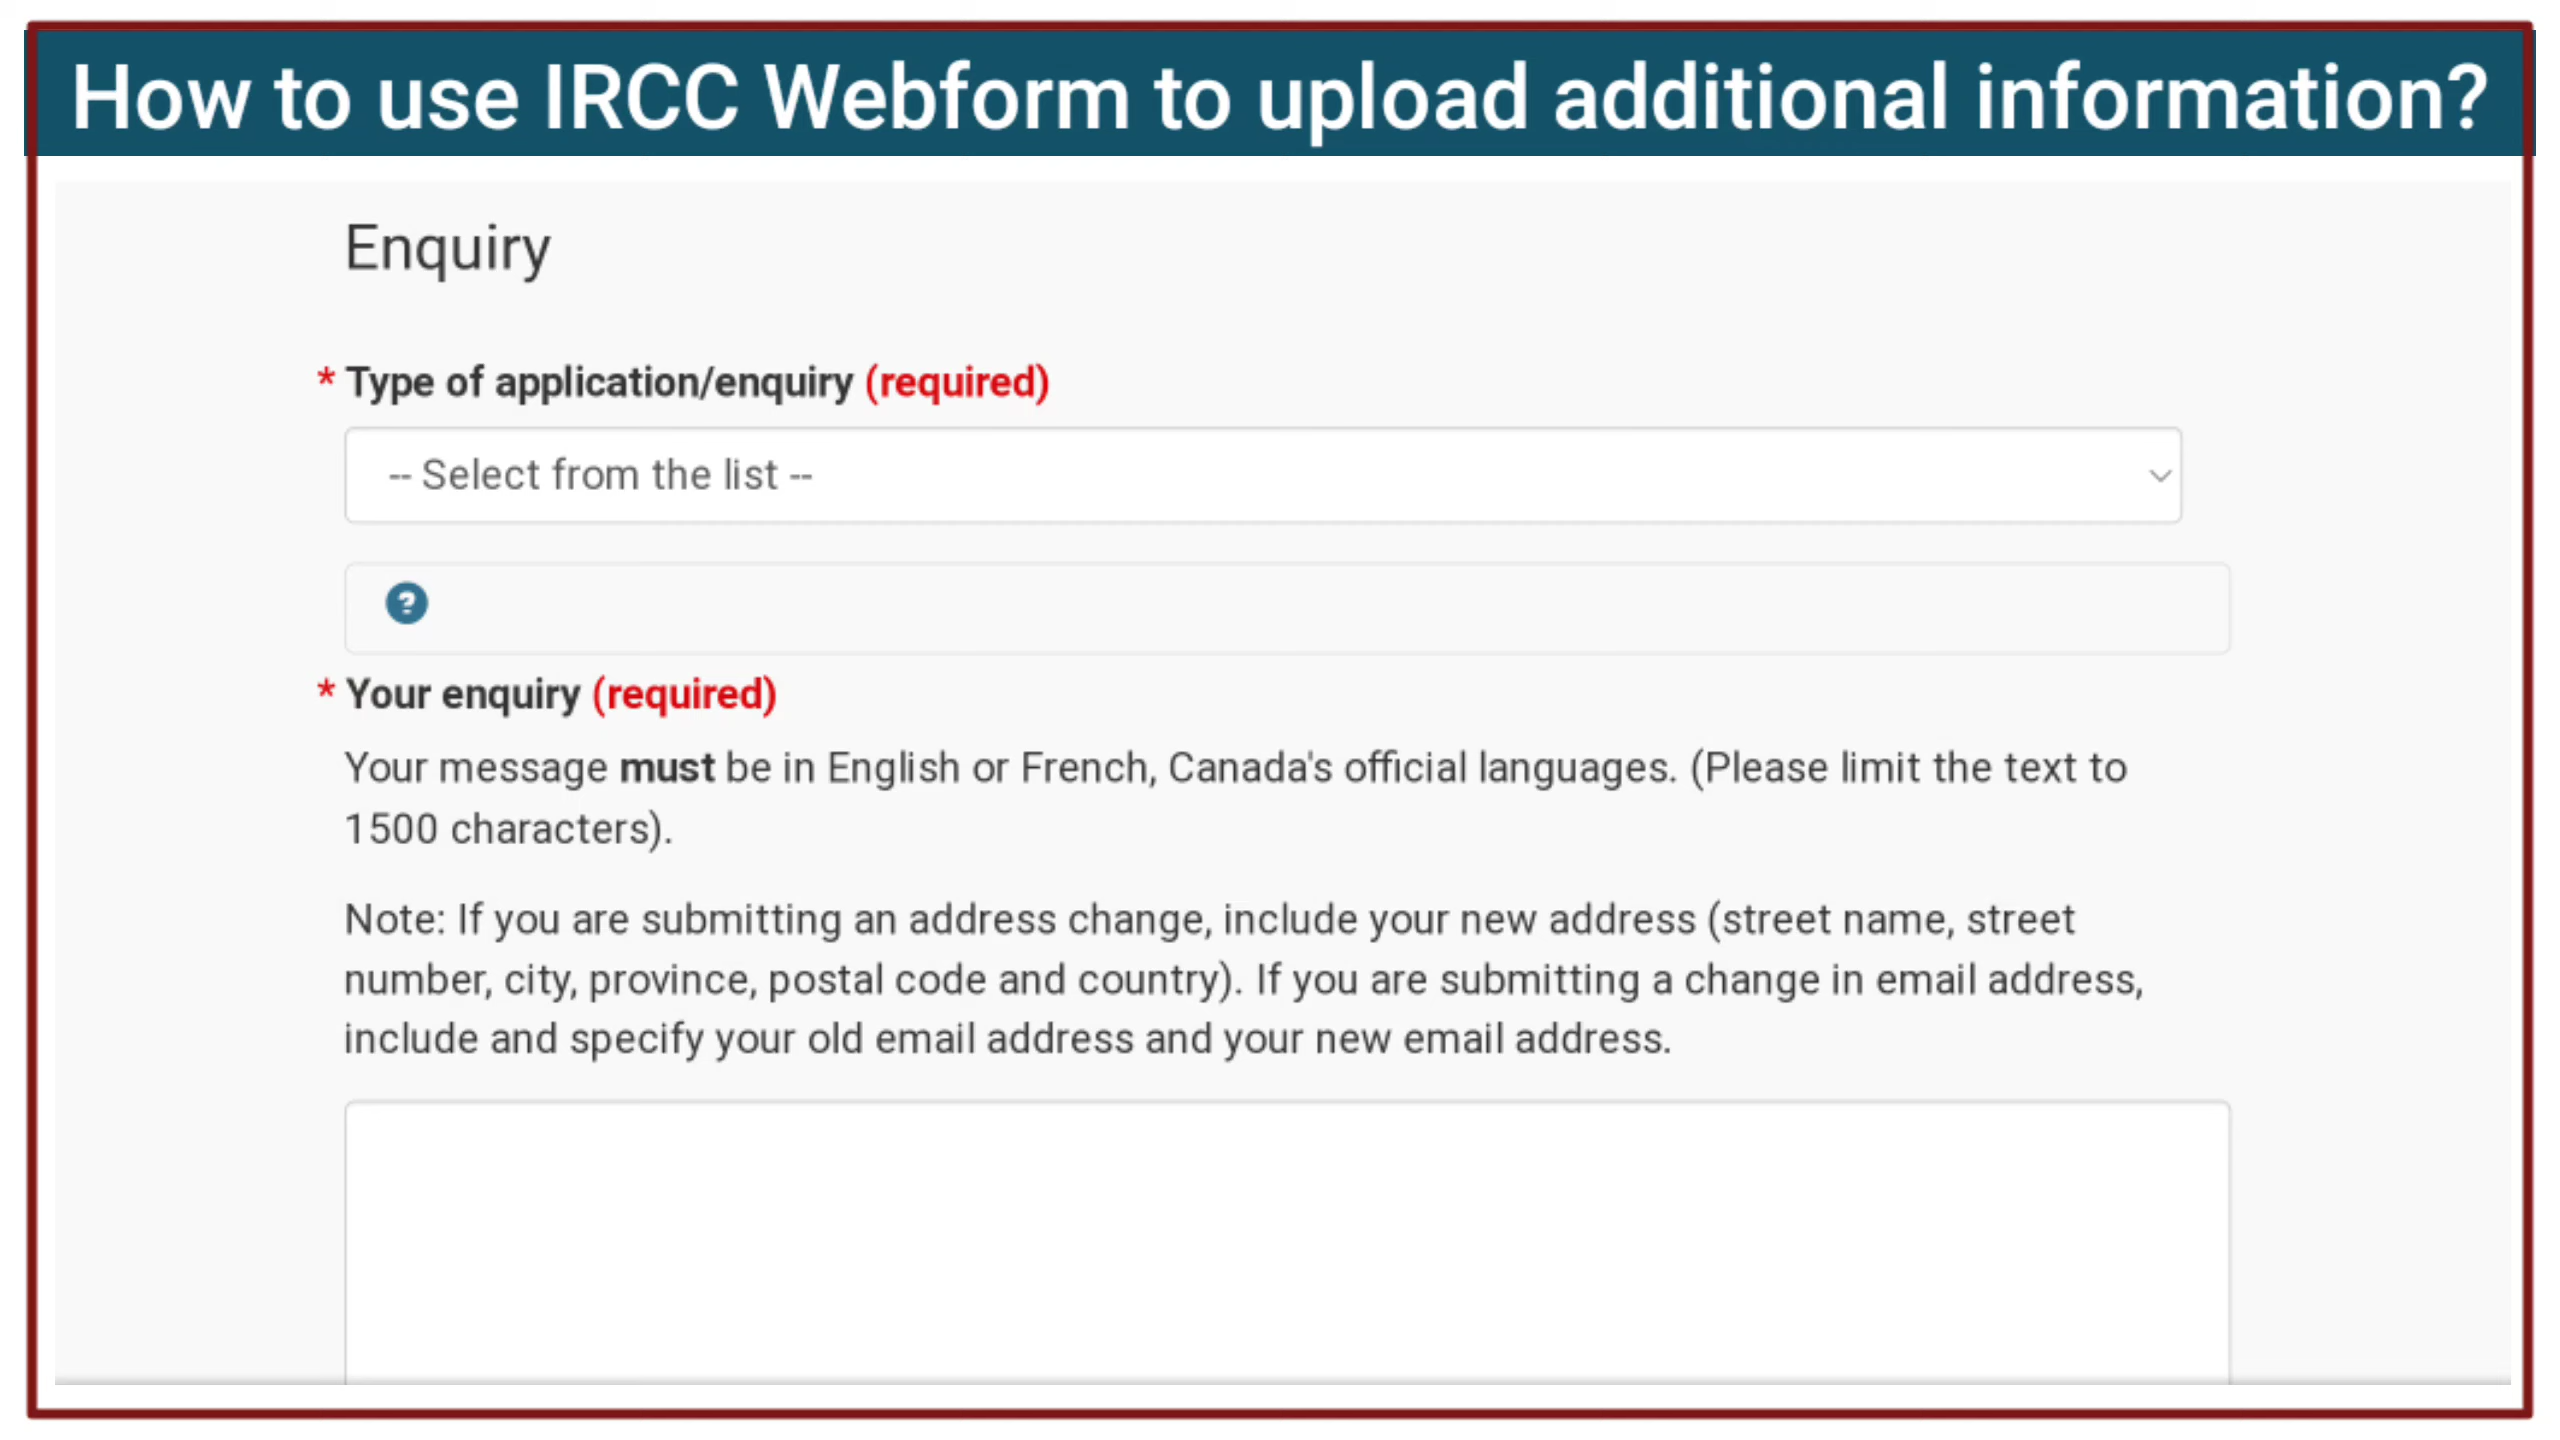 How to use IRCC Webform to upload additional information?
Enquiry
* Type of application/enquiry (required)
-- Select from the list --
?
* Your enquiry (required)
Your message must be in English or French, Canada's official languages. (Please limit the text to
1500 characters).
Note: If you are submitting an address change, include your new address (street name, street
number, city, province, postal code and country). If you are submitting a change in email address,
include and specify your old email address and your new email address.